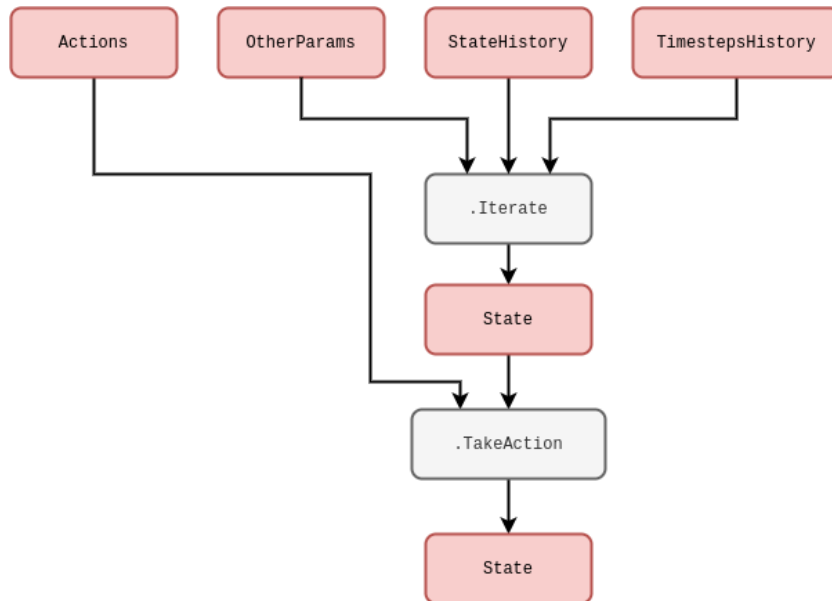 Actions
OtherParams
StateHistory
TimestepsHistory
.Iterate
State
.TakeAction
State